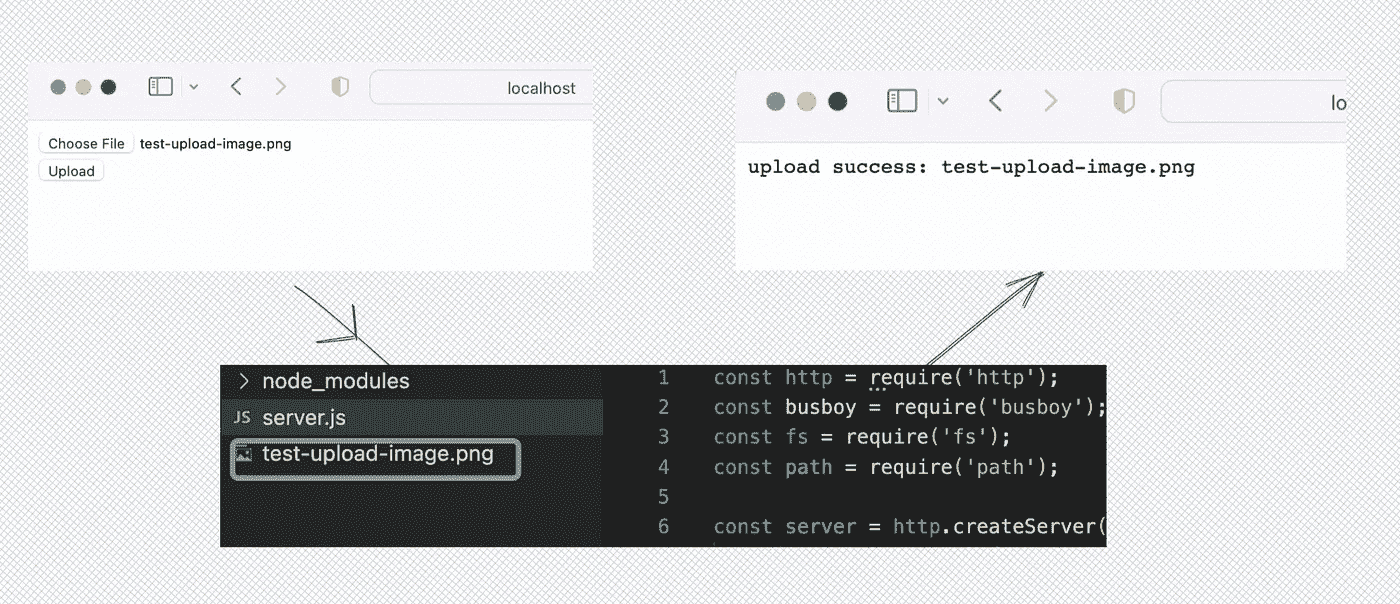 localhost
Choose File test-upload-image.png
Upload
lo
upload success: test-upload-image.png
node_modules
JS server.js
test-upload-image.png
1 const http = require('http');
2 const busboy = require('busboy');
3 const fs = require('fs');
4 const path = require('path');
5
6 const server = http.createServer(